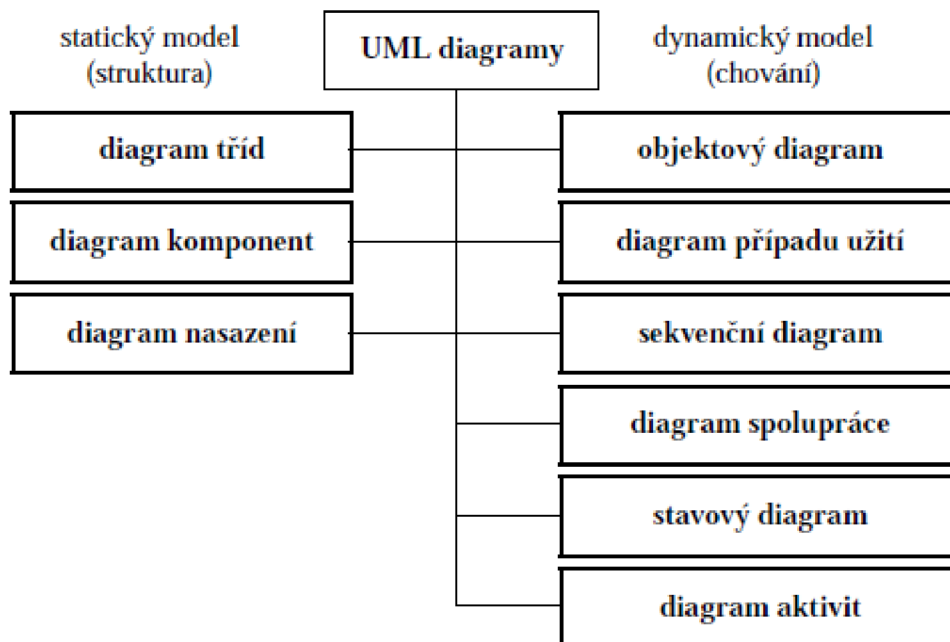 statický model
(struktura)
UML diagramy
dynamický model
(chování)
diagram tříd
objektový diagram
diagram komponent
diagram případu užití
diagram nasazení
sekvenční diagram
diagram spolupráce
stavový diagram
diagram aktivit